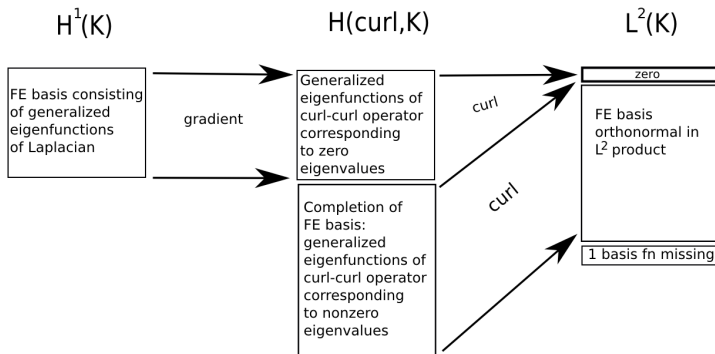 H¹(K)
H(curl,K)
L²(K)
FE basis consisting
of generalized
eigenfunctions
of Laplacian
gradient
Generalized
eigenfunctions of
curl-curl operator
corresponding
to zero
eigenvalues
Completion of
FE basis:
generalized
eigenfunctions of
curl-curl operator
corresponding
to nonzero
eigenvalues
curl
curl
zero
FE basis
orthonormal in
L² product
1 basis fn missing